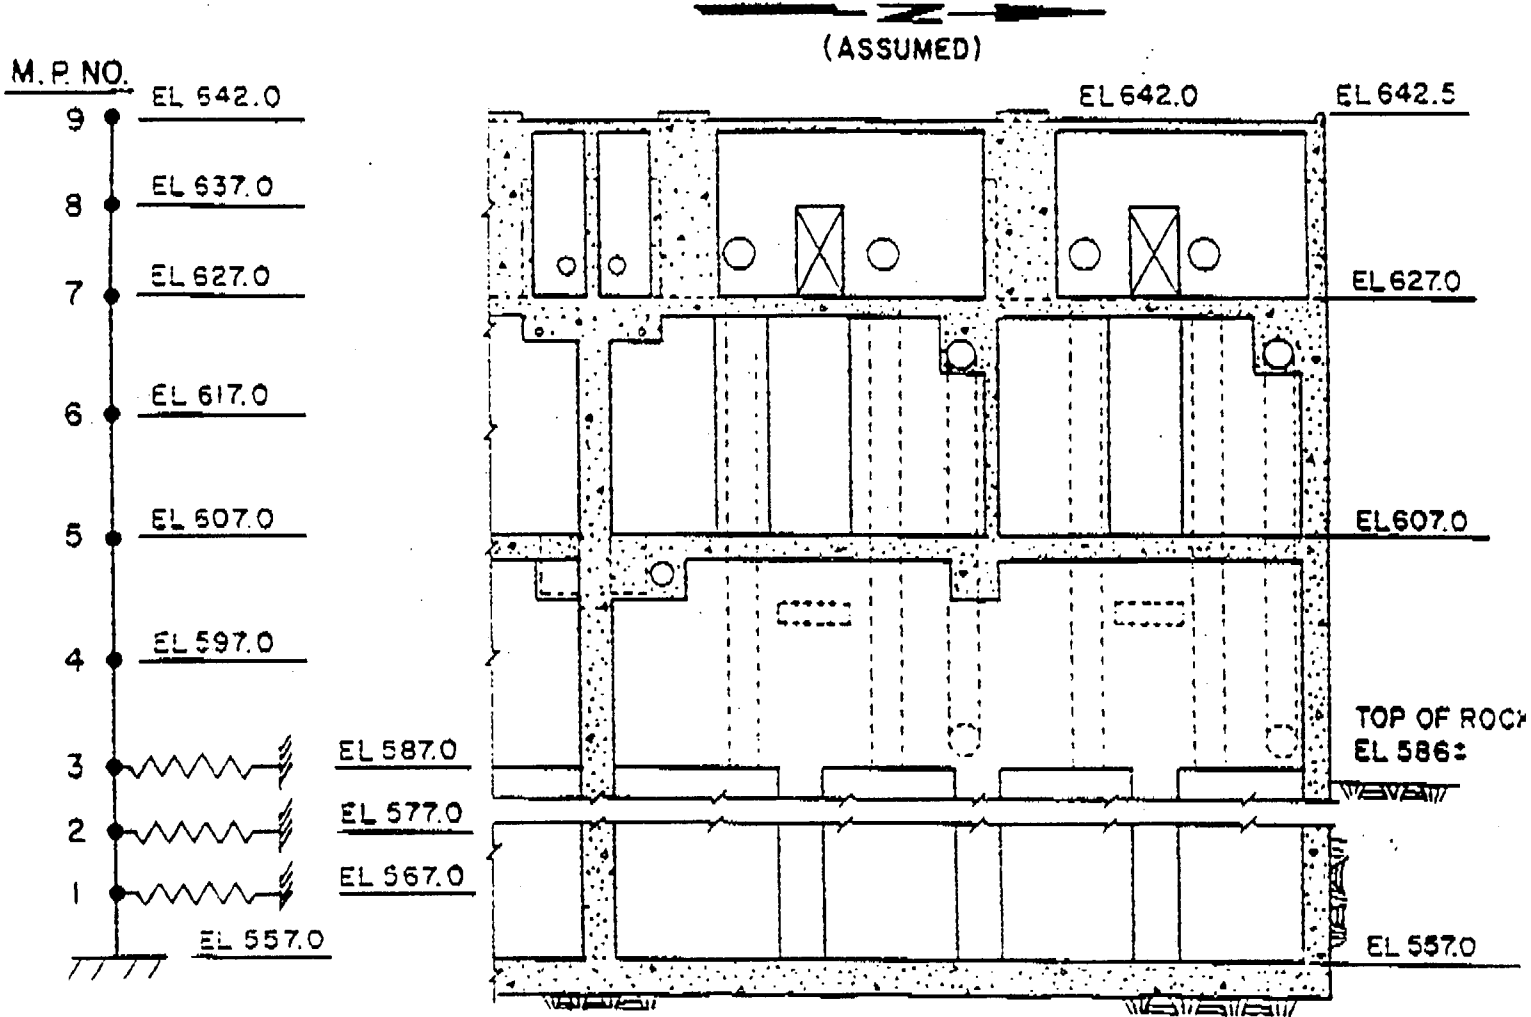 N
(ASSUMED)
M. P. NO.
9 EL 642.0
EL 642.0
EL 642.5
8 EL 637.0
7 EL 627.0
EL 627.0
6 EL 617.0
5 EL 607.0
EL 607.0
4 EL 597.0
TOP OF ROCK
EL 586±
3 EL 587.0
2 EL 577.0
1 EL 567.0
EL 557.0
EL 557.0